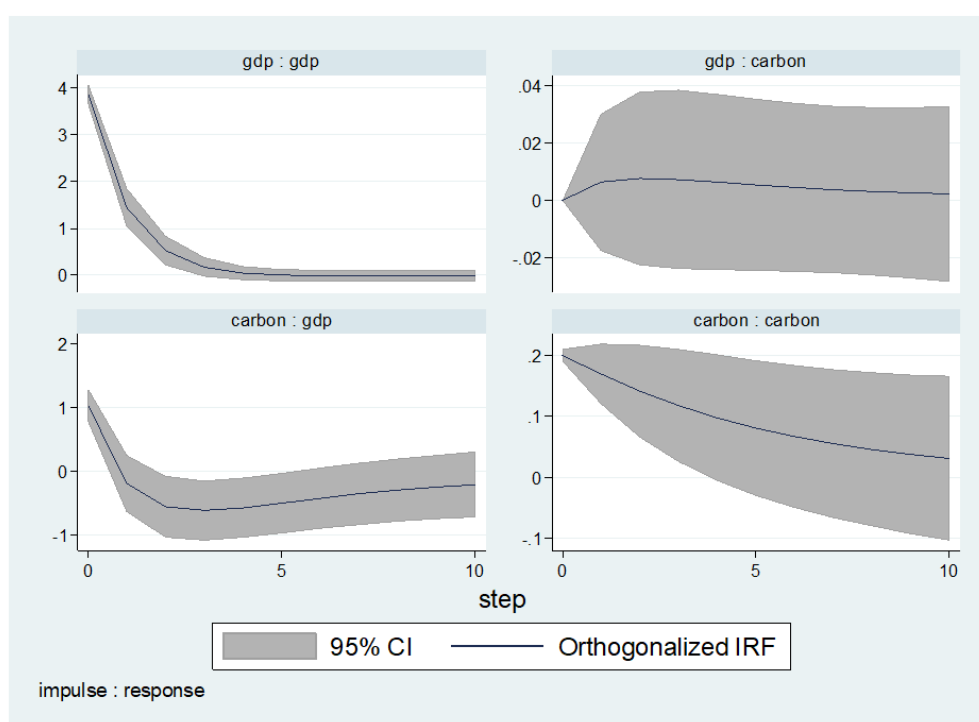 gdp : gdp
gdp : carbon
4
3
2
1
0
.04
.02
0
-.02
carbon : gdp
carbon : carbon
2
1
0
-1
.2
.1
0
-.1
0
5
10
0
5
10
step
95% CI
Orthogonalized IRF
impulse : response